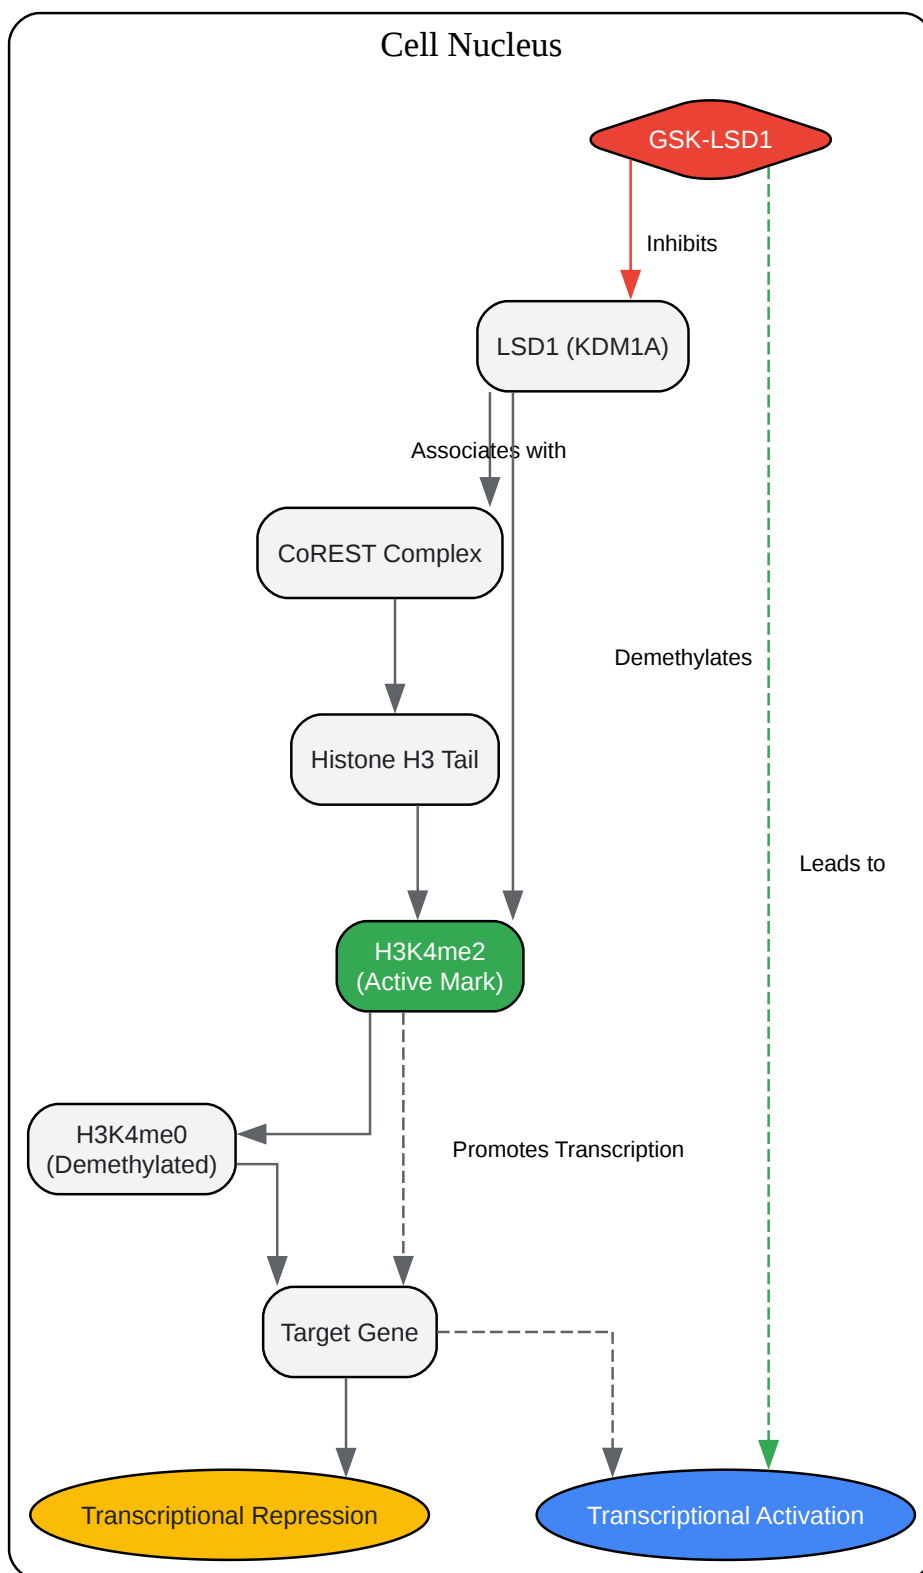 Cell Nucleus
GSK-LSD1
Inhibits
LSD1 (KDM1A)
Associates with
CoREST Complex
Demethylates
Histone H3 Tail
Leads to
H3K4me2
(Active Mark)
H3K4me0
(Demethylated)
Promotes Transcription
Target Gene
Transcriptional Repression
Transcriptional Activation